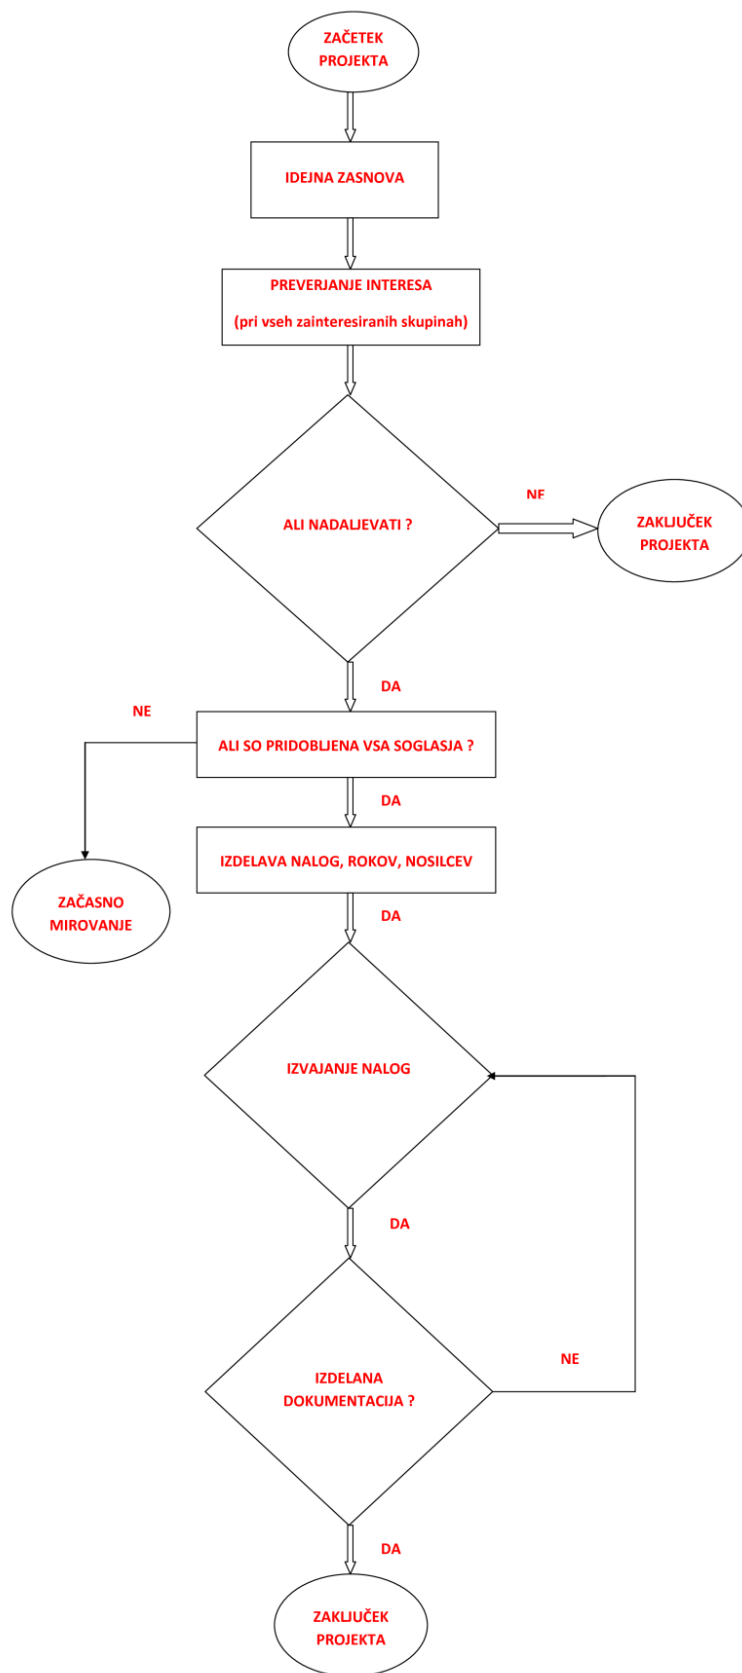 ZAČETEK
PROJEKTA
IDEJNA ZASNOVA
PREVERJANJE INTERESA
(pri vseh zainteresiranih skupinah)
ALI NADALJEVATI ?
NE
ZAKLJUČEK
PROJEKTA
DA
NE
ALI SO PRIDOBLJENA VSA SOGLASJA ?
DA
IZDELAVA NALOG, ROKOV, NOSILCEV
ZAČASNO
MIROVANJE
DA
IZVAJANJE NALOG
DA
IZDELANA
DOKUMENTACIJA ?
NE
DA
ZAKLJUČEK
PROJEKTA